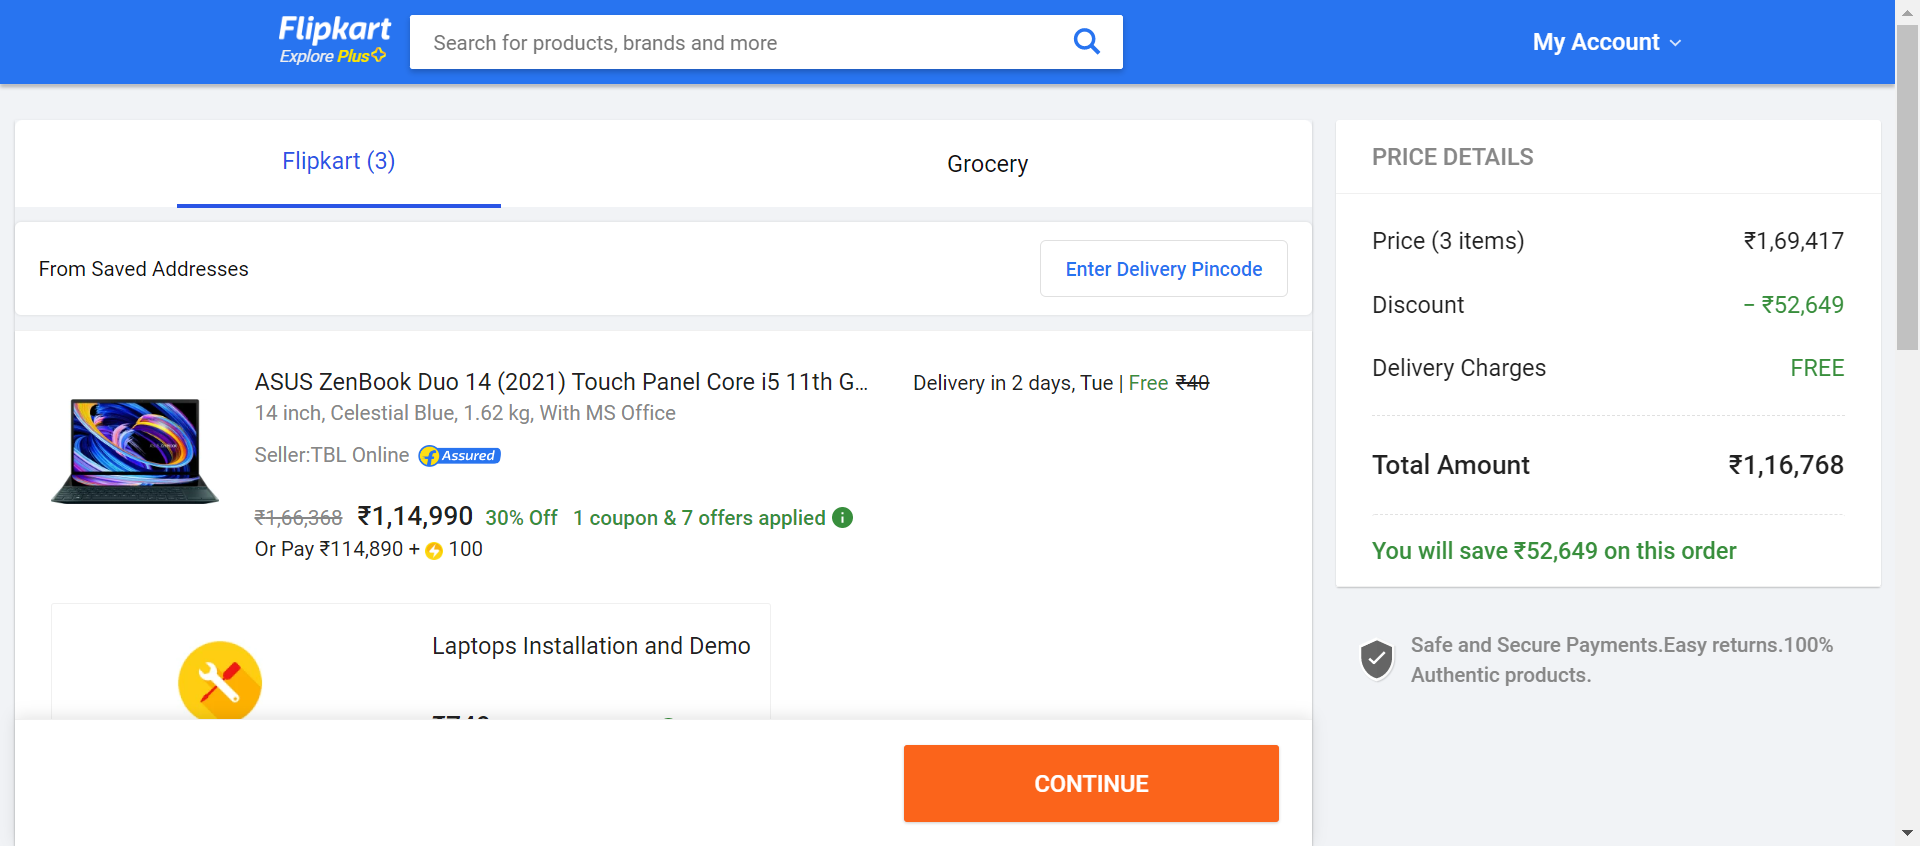 Flipkart
Explore Plus
Search for products, brands and more
My Account
Flipkart (3)
Grocery
From Saved Addresses
Enter Delivery Pincode
ASUS ZenBook Duo 14 (2021) Touch Panel Core i5 11th G...
14 inch, Celestial Blue, 1.62 kg, With MS Office
Seller:TBL Online
f Assured
₹1,66,368 ₹1,14,990 30% Off 1 coupon & 7 offers applied
Or Pay ₹114,890 + 100
Delivery in 2 days, Tue | Free ₹40
Laptops Installation and Demo
CONTINUE
PRICE DETAILS
Price (3 items) ₹1,69,417
Discount − ₹52,649
Delivery Charges FREE
Total Amount ₹1,16,768
You will save ₹52,649 on this order
Safe and Secure Payments.Easy returns.100%
Authentic products.